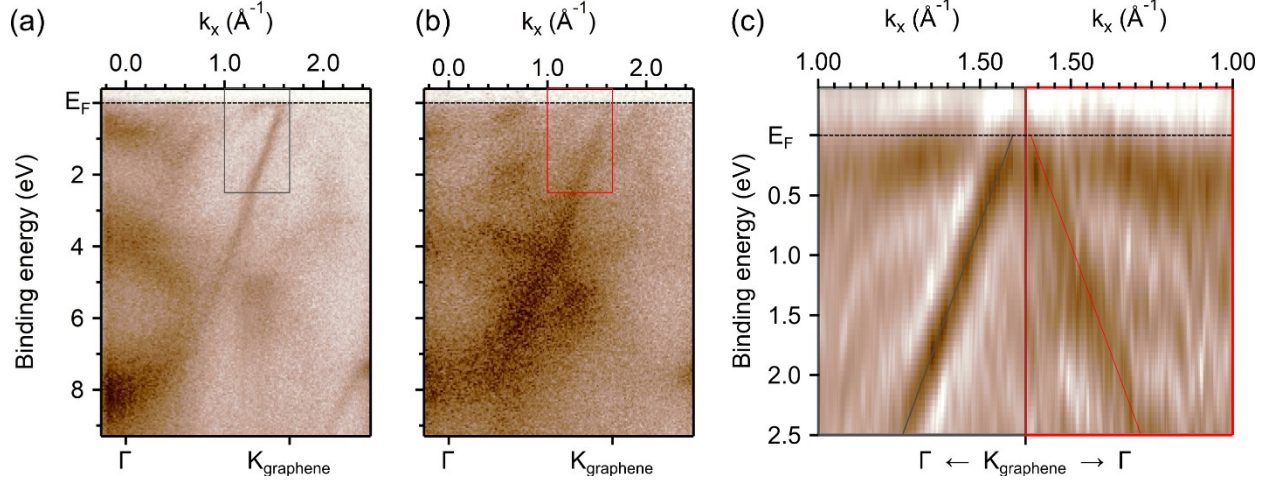 (a)
kx (Å-1)
0.0 1.0 2.0
EF
2
4
6
8
Binding energy (eV)
Γ Kgraphene
(b)
kx (Å-1)
0.0 1.0 2.0
Γ Kgraphene
(c)
kx (Å-1) kx (Å-1)
1.00 1.50 1.50 1.00
EF
0.5
1.0
1.5
2.0
2.5
Binding energy (eV)
Γ ← Kgraphene → Γ